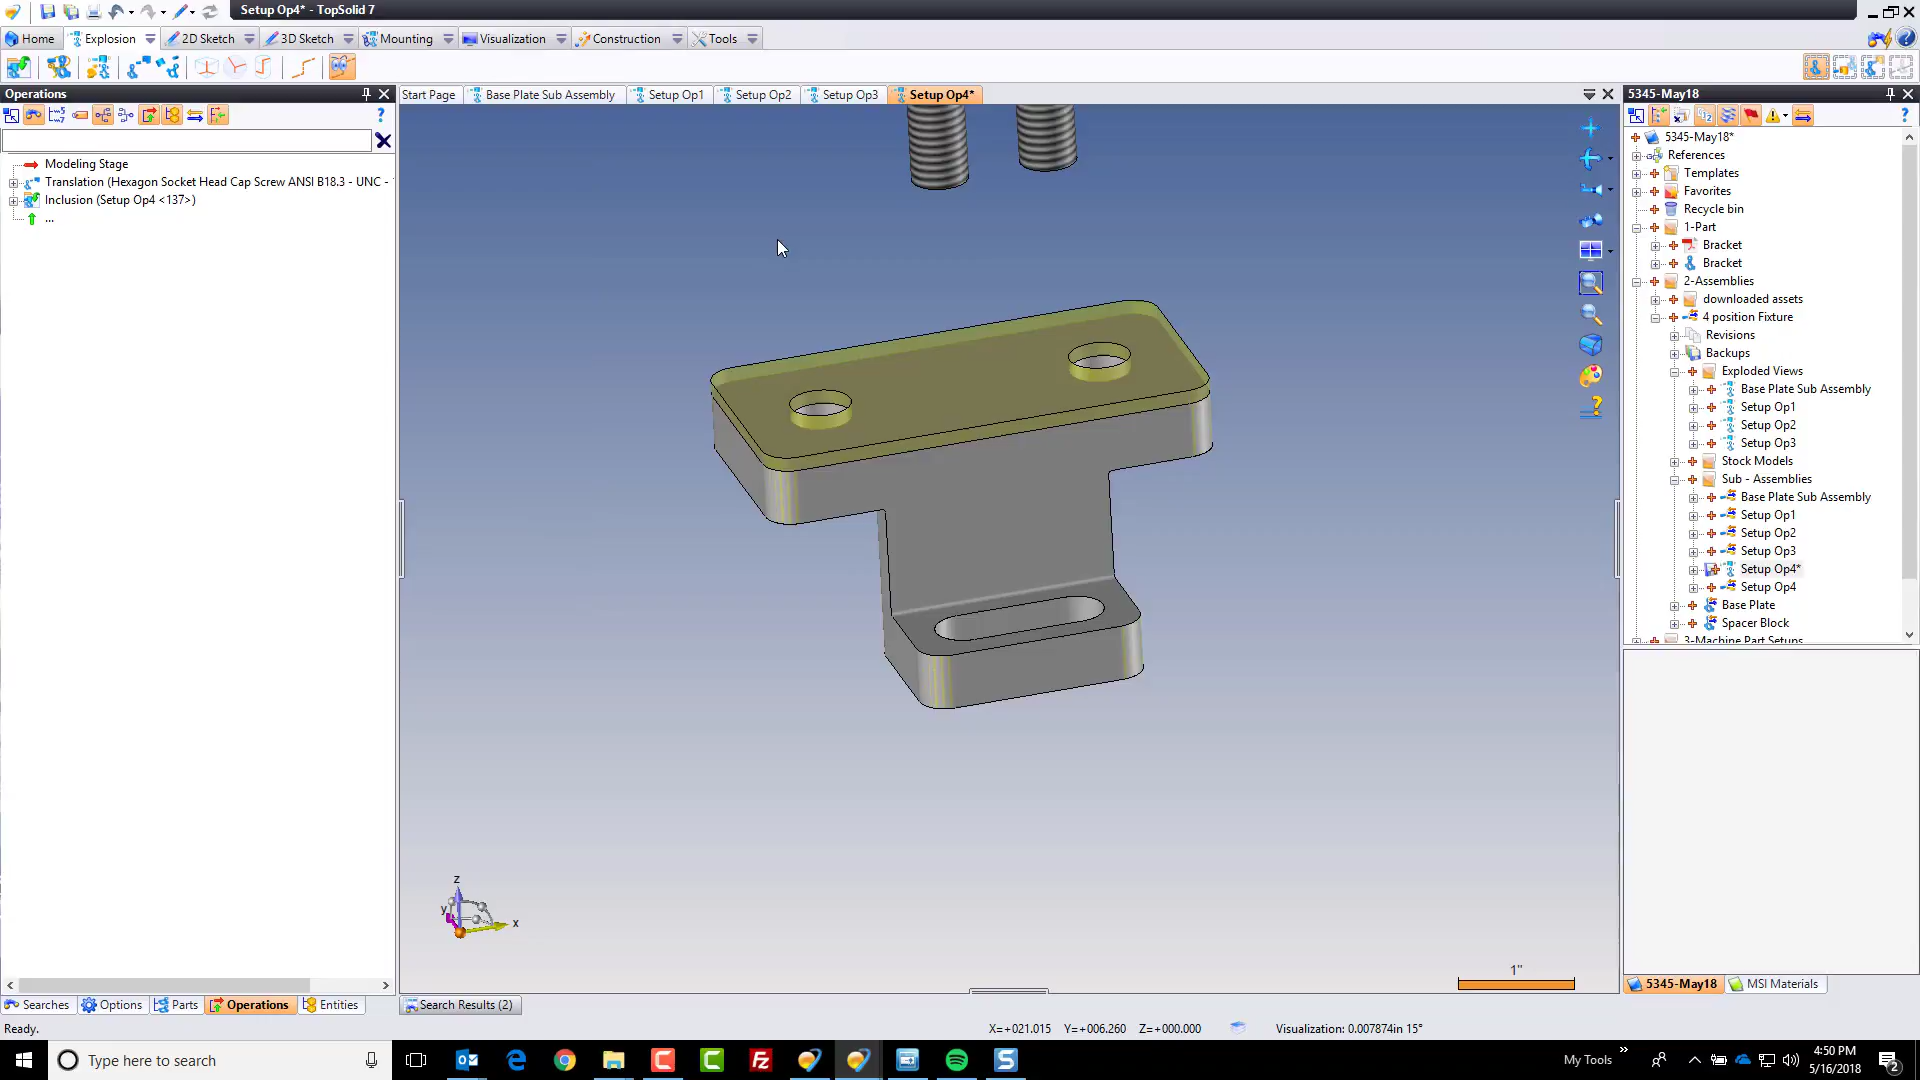 Setup Op4* - TopSolid 7
Home Explosion 2D Sketch 3D Sketch Mounting Visualization Construction Tools
Operations
Start Page Base Plate Sub Assembly Setup Op1 Setup Op2 Setup Op3 Setup Op4*
5345-May18
Modeling Stage
Translation (Hexagon Socket Head Cap Screw ANSI B18.3 - UNC -
Inclusion (Setup Op4 <137>)
...
5345-May18*
References
Templates
Favorites
Recycle bin
1-Part
Bracket
Bracket
2-Assemblies
downloaded assets
4 position Fixture
Revisions
Backups
Exploded Views
Base Plate Sub Assembly
Setup Op1
Setup Op2
Setup Op3
Stock Models
Sub - Assemblies
Base Plate Sub Assembly
Setup Op1
Setup Op2
Setup Op3
Setup Op4*
Setup Op4
Base Plate
Spacer Block
3-Machine Part Setups
z
y
x
1"
5345-May18 MSI Materials
Searches Options Parts Operations Entities
Search Results (2)
Ready.
X=+021.015 Y=+006.260 Z=+000.000 Visualization: 0.007874in 15°
Type here to search
My Tools
4:50 PM
5/16/2018
2